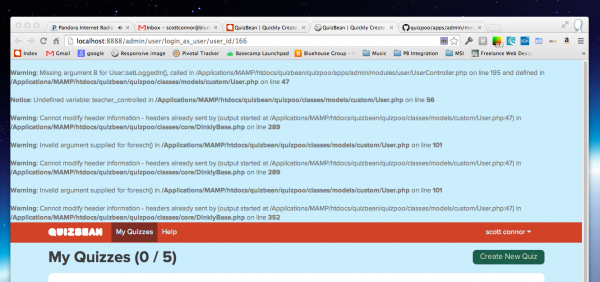 Pandora Internet Radio
Inbox – scottconnor@blue
QuizBean | Quickly Create
QuizBean | Quickly Create
quizpoo/apps/admin/mo
localhost:8888/admin/user/login_as_user/user_id/166
Index
Gmail
google
Responsive image
Pivotal Tracker
Basecamp Launchpad
Bluehouse Group - I
Music
PB Integration
MSI
Freelance Web Desi
Warning: Missing argument 8 for User::setLoggedIn(), called in /Applications/MAMP/htdocs/quizbean/quizpoo/apps/admin/modules/user/UserController.php on line 195 and defined in
/Applications/MAMP/htdocs/quizbean/quizpoo/classes/models/custom/User.php on line 47
Notice: Undefined variable: teacher_controlled in /Applications/MAMP/htdocs/quizbean/quizpoo/classes/models/custom/User.php on line 56
Warning: Cannot modify header information - headers already sent by (output started at /Applications/MAMP/htdocs/quizbean/quizpoo/classes/models/custom/User.php:47) in
/Applications/MAMP/htdocs/quizbean/quizpoo/classes/core/DinklyBase.php on line 289
Warning: Invalid argument supplied for foreach() in /Applications/MAMP/htdocs/quizbean/quizpoo/classes/models/custom/User.php on line 101
Warning: Cannot modify header information - headers already sent by (output started at /Applications/MAMP/htdocs/quizbean/quizpoo/classes/models/custom/User.php:47) in
/Applications/MAMP/htdocs/quizbean/quizpoo/classes/core/DinklyBase.php on line 289
Warning: Invalid argument supplied for foreach() in /Applications/MAMP/htdocs/quizbean/quizpoo/classes/models/custom/User.php on line 101
Warning: Cannot modify header information - headers already sent by (output started at /Applications/MAMP/htdocs/quizbean/quizpoo/classes/models/custom/User.php:47) in
/Applications/MAMP/htdocs/quizbean/quizpoo/classes/core/DinklyBase.php on line 352
QUIZBEAN
My Quizzes
Help
scott connor
My Quizzes (0 / 5)
Create New Quiz